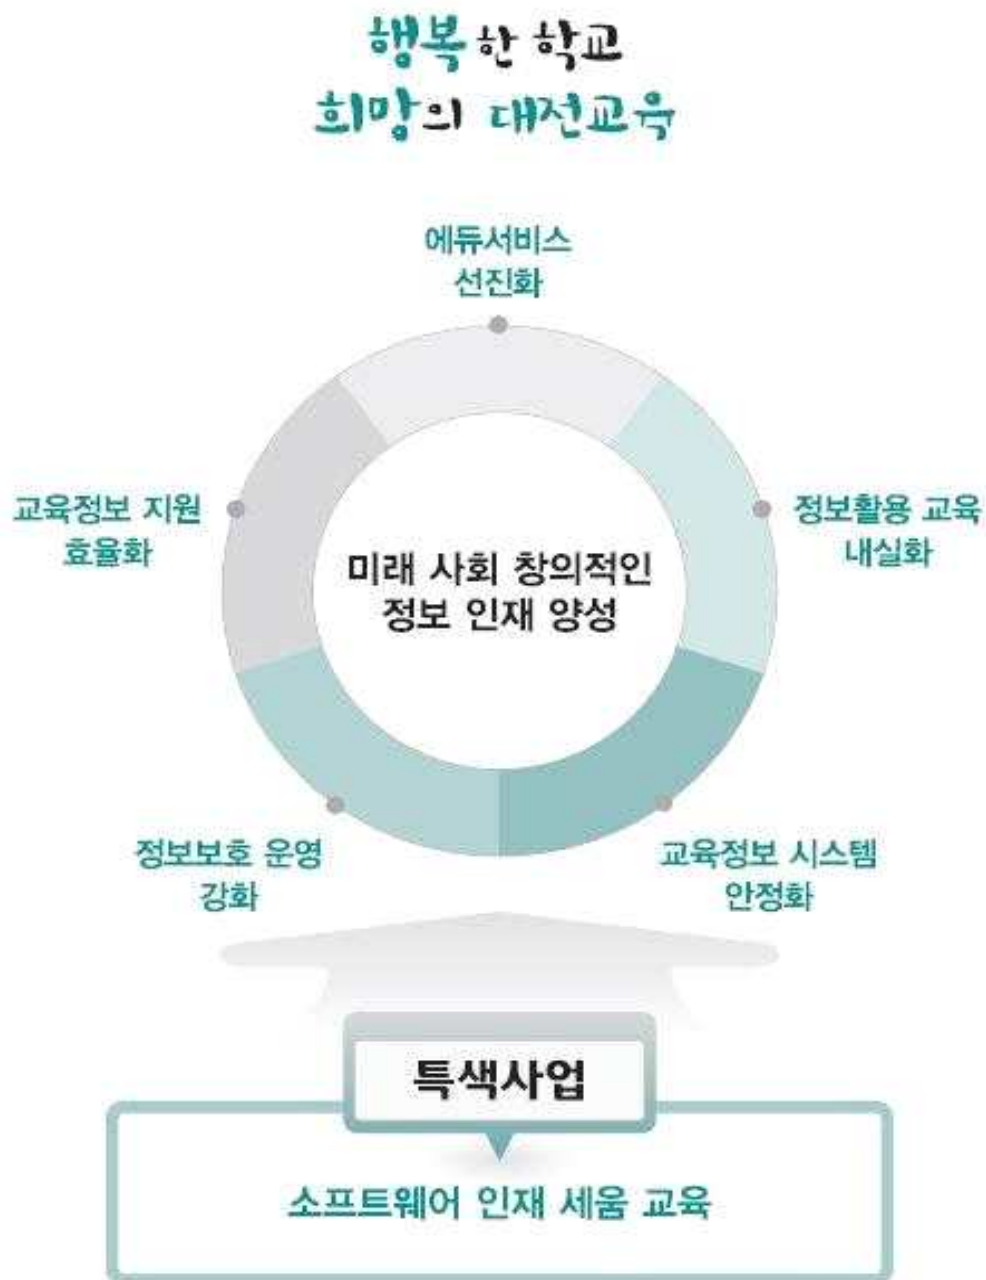 행복한 학교
희망의 대전교육
에듀서비스
선진화
교육정보 지원
효율화
정보활용 교육
내실화
미래 사회 창의적인
정보 인재 양성
정보보호 운영
강화
교육정보 시스템
안정화
특색사업
소프트웨어 인재 세움 교육